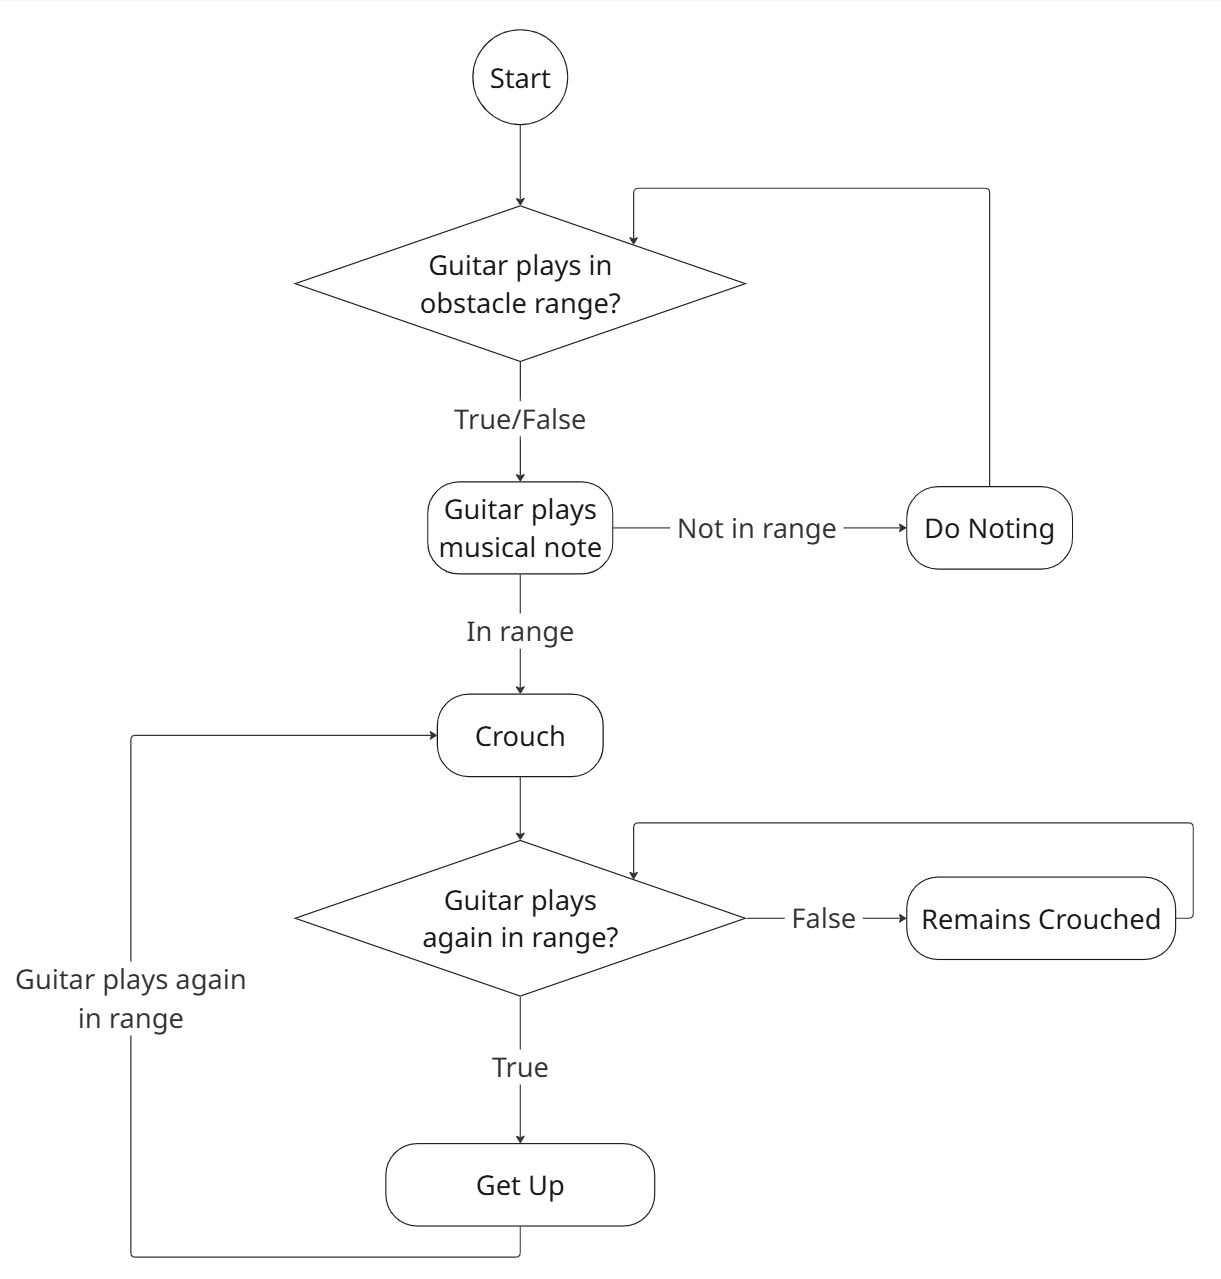 Start
Guitar plays in
obstacle range?
True/False
Guitar plays
musical note
Not in range
Do Noting
In range
Crouch
Guitar plays
again in range?
False
Remains Crouched
Guitar plays again
in range
True
Get Up